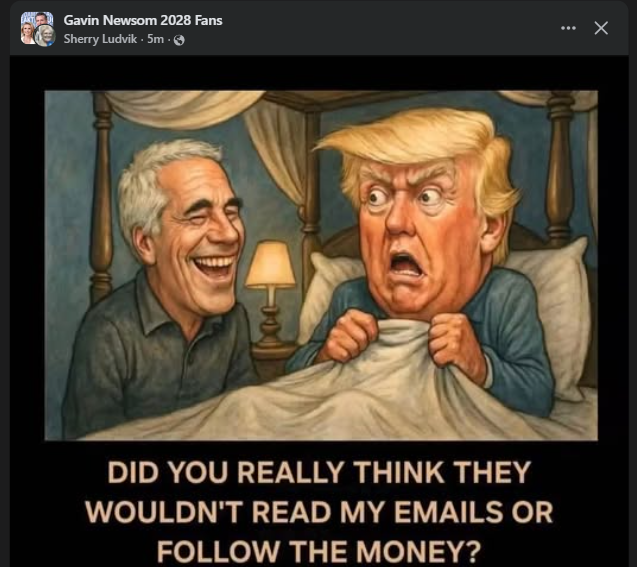 Gavin Newsom 2028 Fans
Sherry Ludvik · 5m ·
DID YOU REALLY THINK THEY
WOULDN'T READ MY EMAILS OR
FOLLOW THE MONEY?